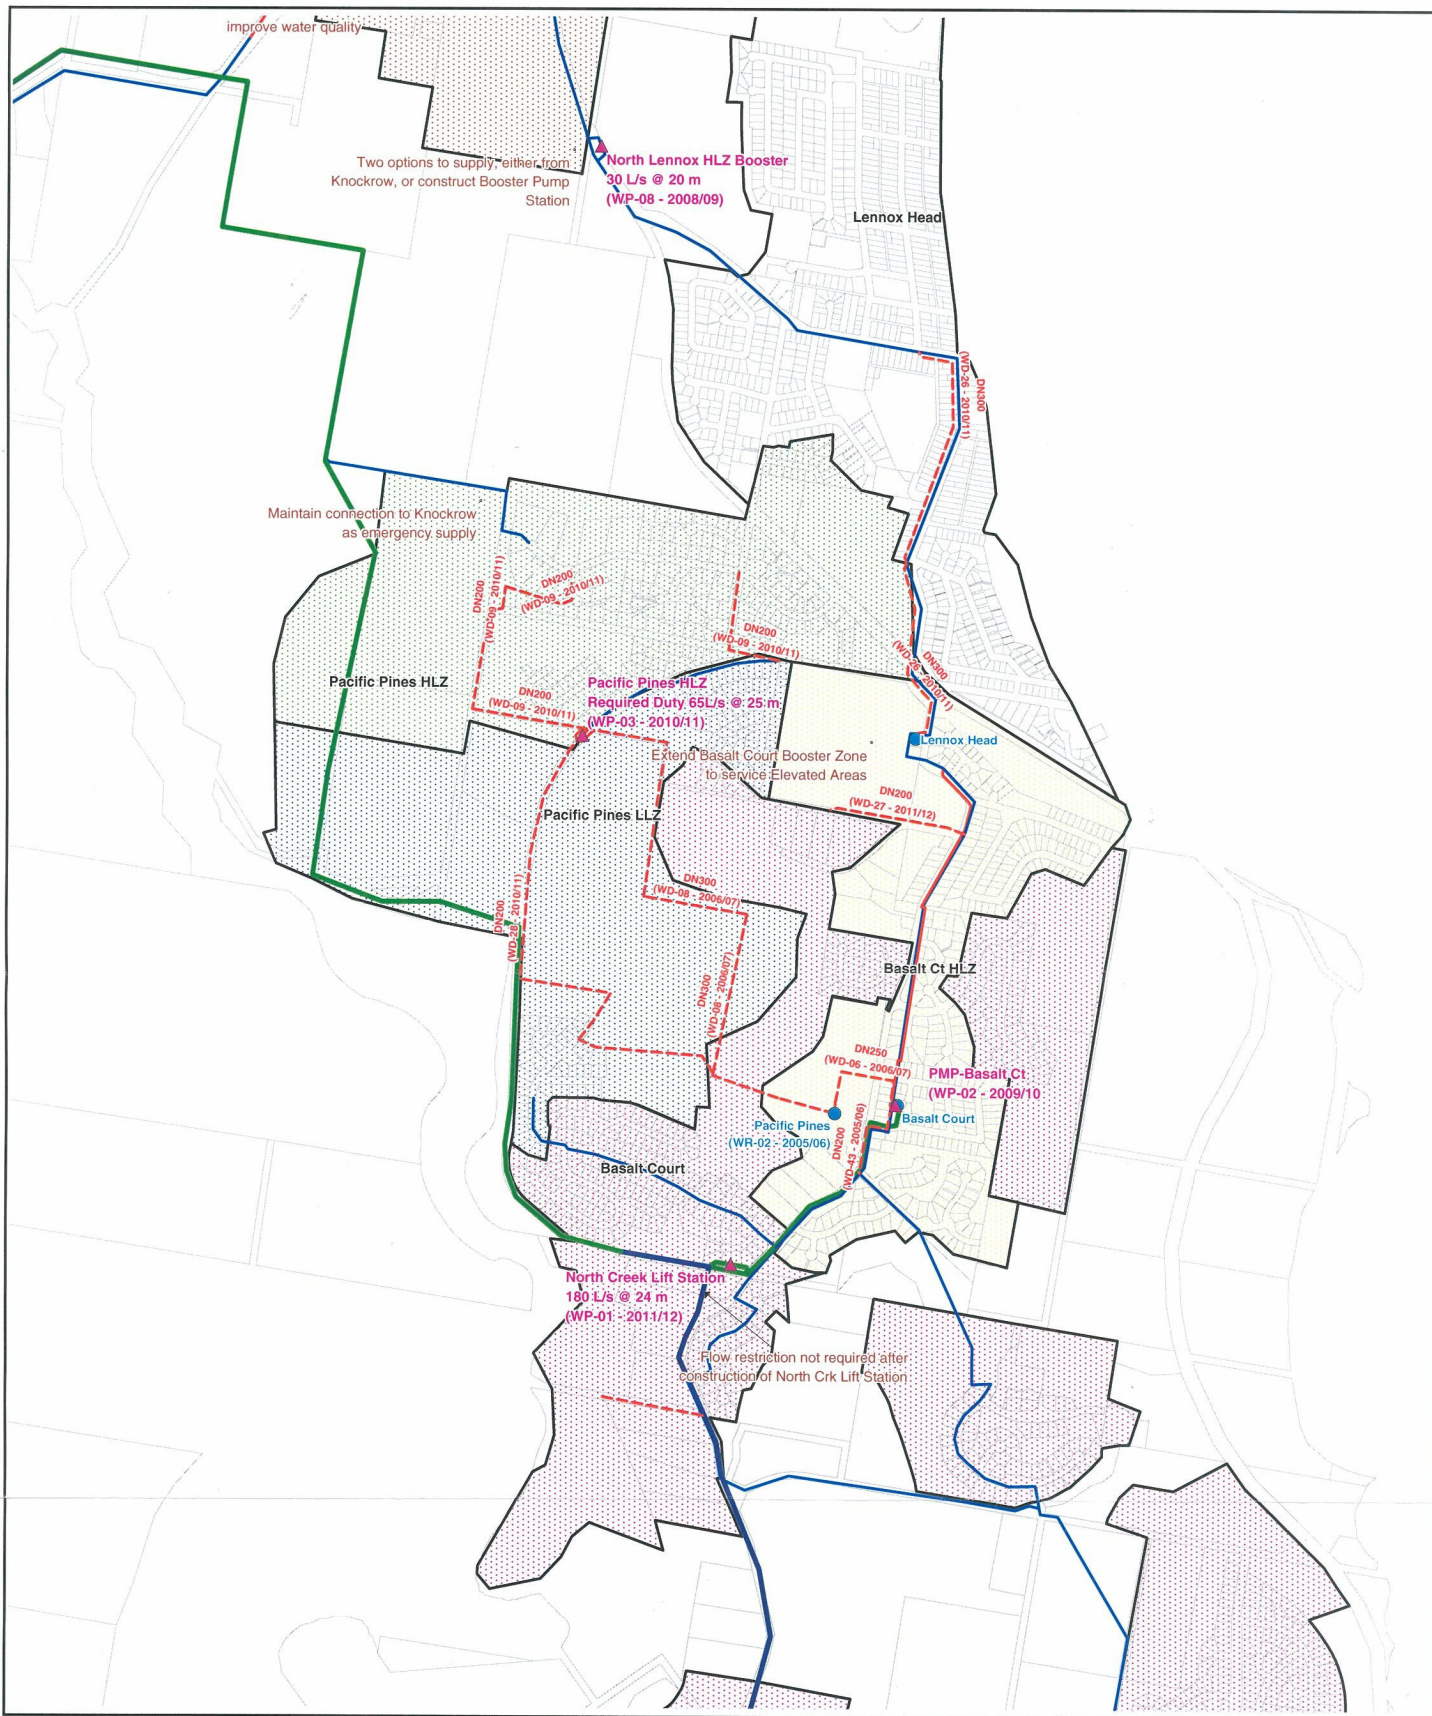 improve water quality
Two options to supply, either from
Knockrow, or construct Booster Pump
Station
North Lennox HLZ Booster
30 L/s @ 20 m
(WP-08 - 2008/09)
Lennox Head
DN300
(WD-26 - 2010/11)
Maintain connection to Knockrow
as emergency supply
DN200
(WD-09 - 2010/11)
DN200
(WD-09 - 2010/11)
DN200
(WD-09 - 2010/11)
DN300
(WD-26 - 2010/11)
Pacific Pines HLZ
Pacific Pines HLZ
Required Duty 65L/s @ 25 m
(WP-03 - 2010/11)
DN200
(WD-09 - 2010/11)
Lennox Head
Extend Basalt Court Booster Zone
to service Elevated Areas
DN200
(WD-27 - 2011/12)
Pacific Pines LLZ
DN300
(WD-08 - 2006/07)
DN200
(WD-28 - 2010/11)
Basalt Ct HLZ
DN300
(WD-08 - 2006/07)
DN250
(WD-06 - 2006/07)
PMP-Basalt Ct
(WP-02 - 2009/10
Basalt Court
Pacific Pines
(WR-02 - 2005/06)
DN200
(WD-43 - 2005/06)
Basalt Court
North Creek Lift Station
180 L/s @ 24 m
(WP-01 - 2011/12)
Flow restriction not required after
construction of North Crk Lift Station